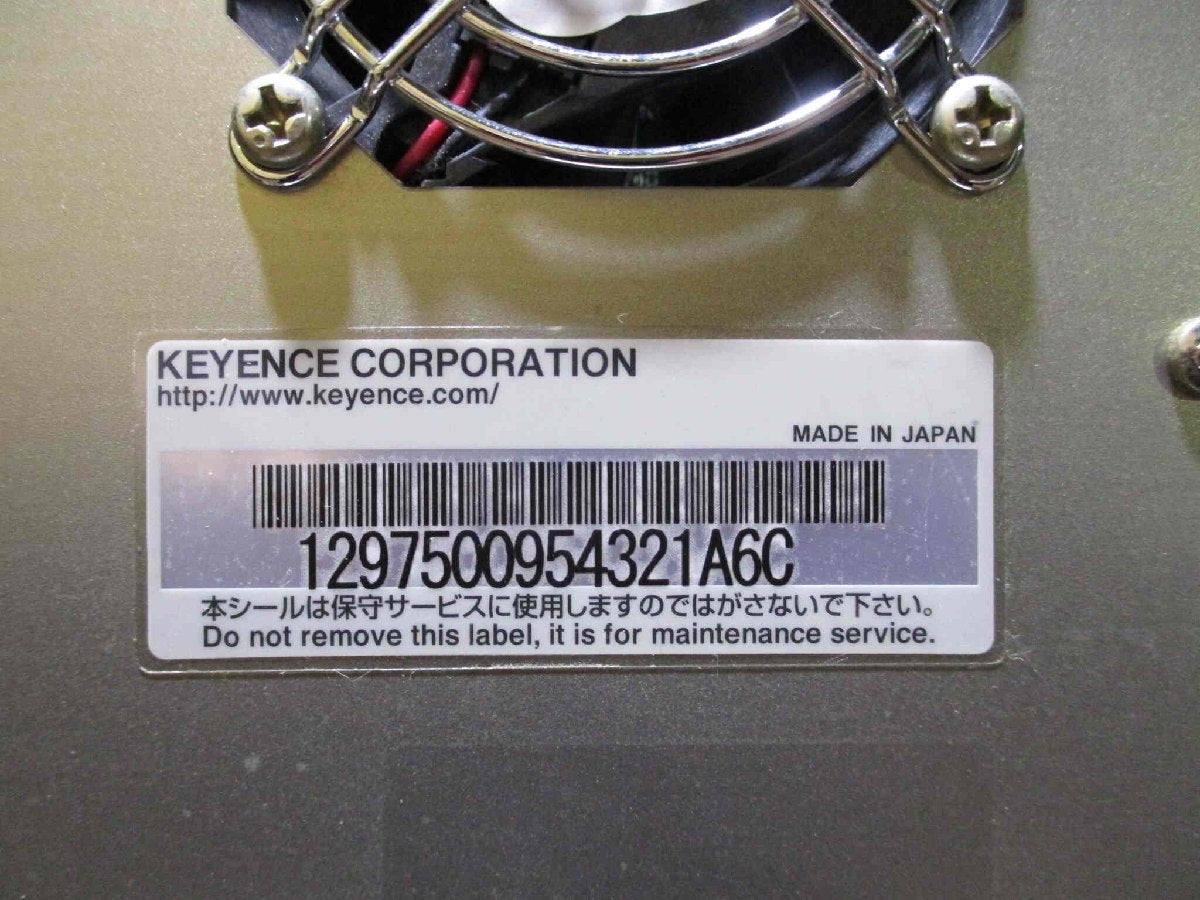 KEYENCE CORPORATION
http://www.keyence.com/
MADE IN JAPAN
1297500954321A6C
本シールは保守サービスに使用しますのではがさないで下さい。
Do not remove this label, it is for maintenance service.